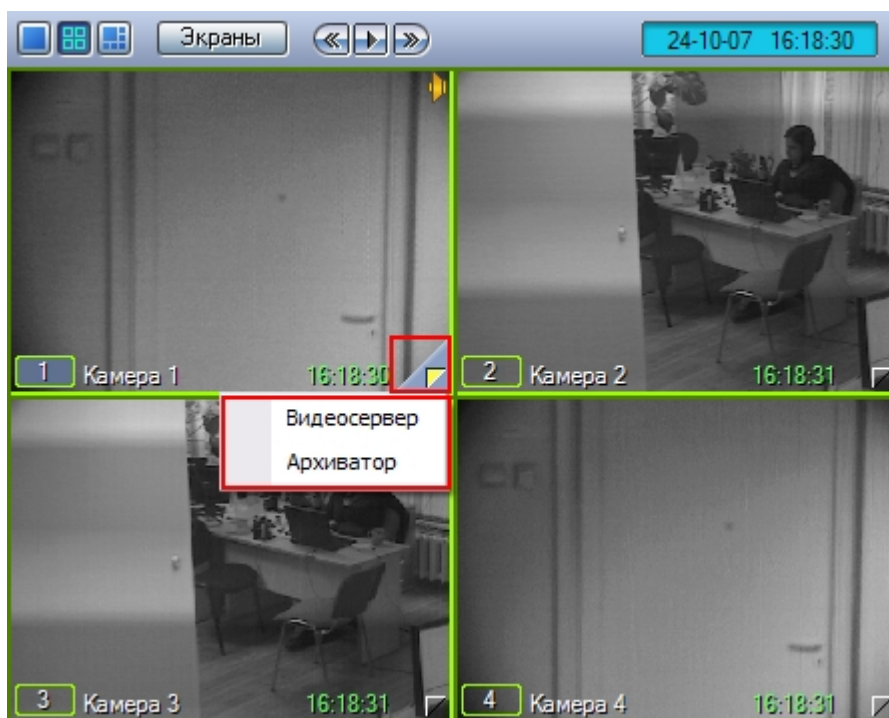 Экраны
24-10-07 16:18:30
1 Камера 1 16:18:30
2 Камера 2 16:18:31
Видеосервер
Архиватор
3 Камера 3 16:18:31
4 Камера 4 16:18:31